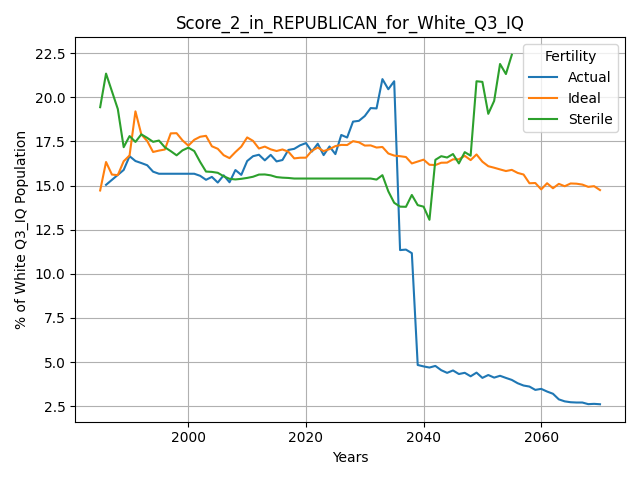 Score_2_in_REPUBLICAN_for_White_Q3_IQ
% of White Q3_IQ Population
22.5
20.0
17.5
15.0
12.5
10.0
7.5
5.0
2.5
Fertility
Actual
Ideal
Sterile
2000
2020
2040
2060
Years